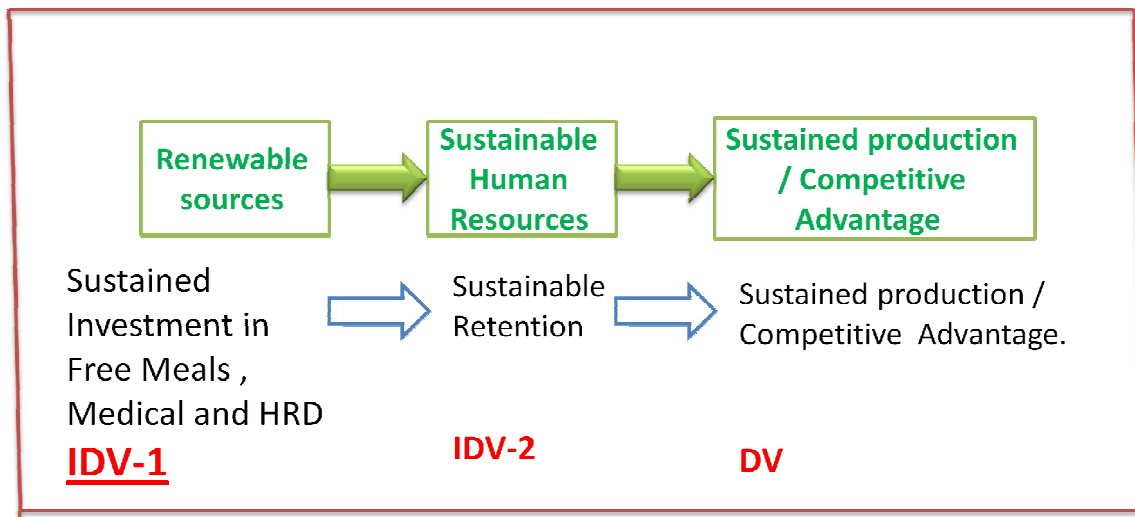 Renewable
sources
Sustainable
Human
Resources
Sustained production
/ Competitive
Advantage
Sustained
Investment in
Free Meals ,
Medical and HRD
IDV-1
Sustainable
Retention
IDV-2
Sustained production /
Competitive Advantage.
DV